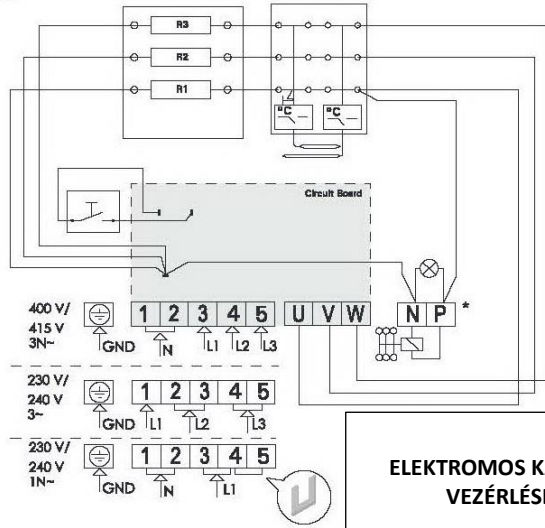 R3
R2
R1
°C °C
Circuit Board
400 V/
415 V
3N~
GND
1 2 3 4 5 U V W N P *
N L1 L2 L3
230 V/
240 V
3~
GND
1 2 3 4 5
L1 L2 L3
230 V/
240 V
1N~
GND
1 2 3 4 5
N L1
ELEKTROMOS K
VEZÉRLÉS